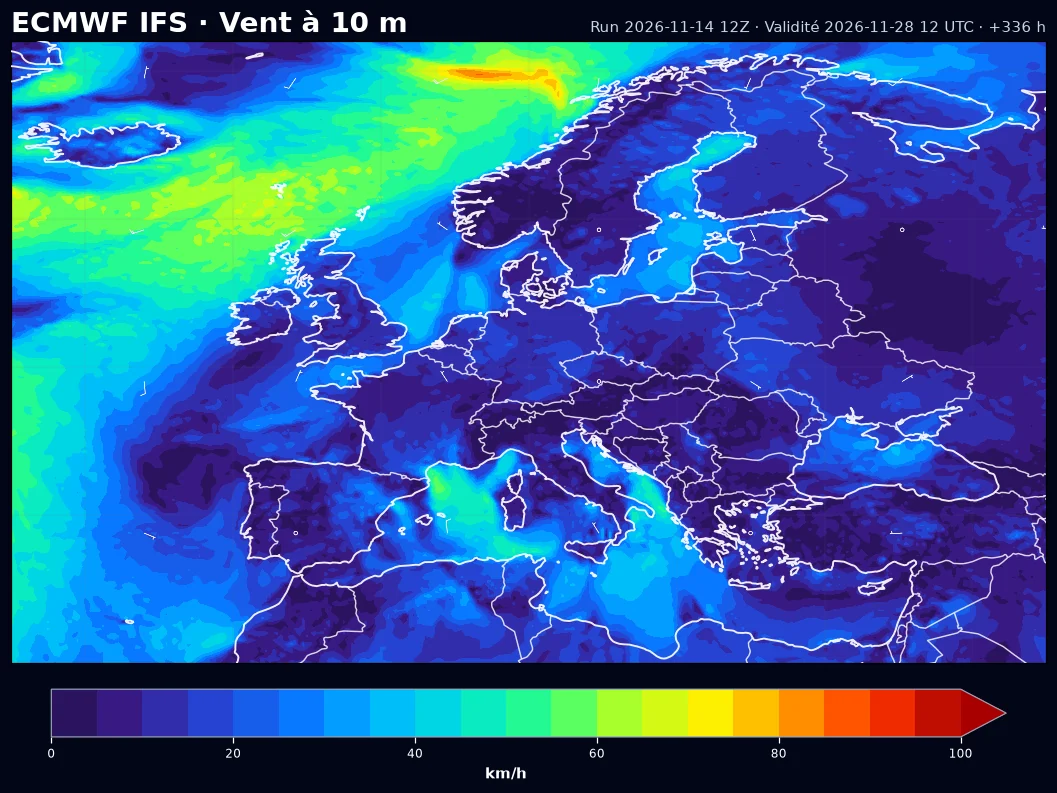 ECMWF IFS · Vent à 10 m
Run 2026-11-14 12Z · Validité 2026-11-28 12 UTC · +336 h
0 20 40 60 80 100
km/h